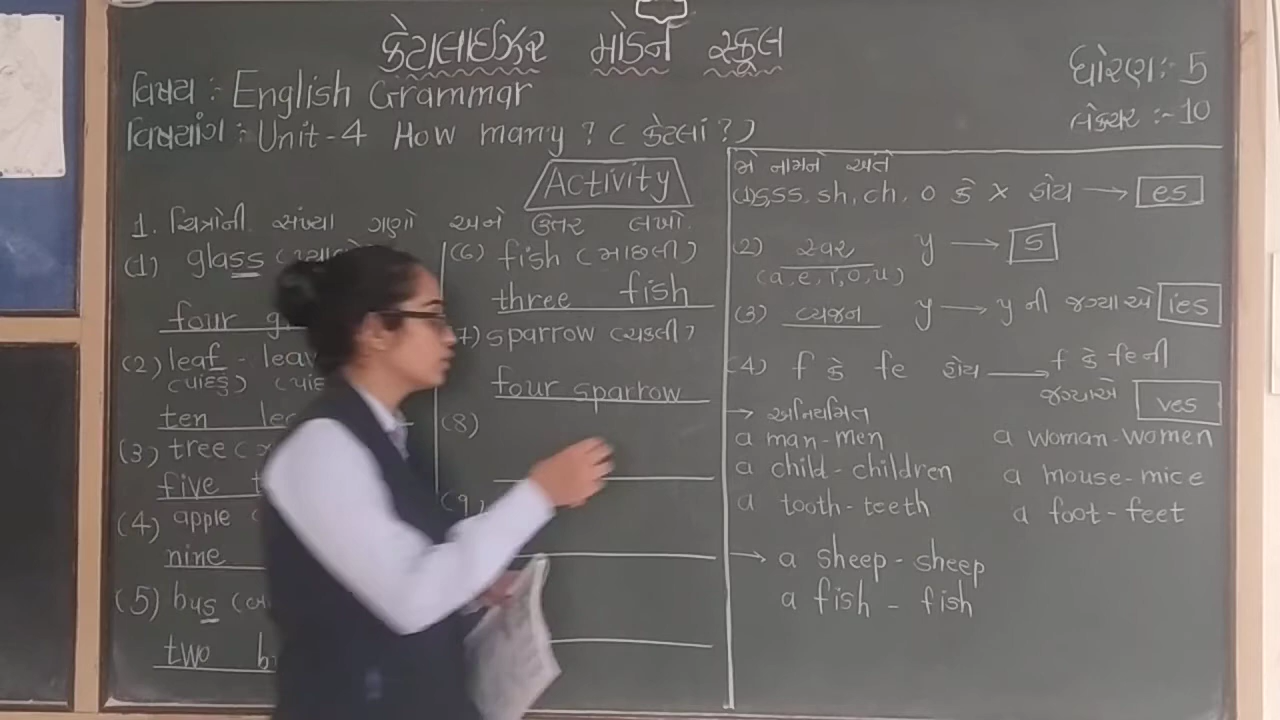 કેટાલાઈઝર મોડર્ન સ્કૂલ
ધોરણ :- 5
વિષય : English Grammar
લેક્ચર :- 10
વિષયાંગ : Unit-4 How many ? ( કેટલાં ? )
Activity
1. ચિત્રોની સંખ્યા ગણો અને ઉત્તર લખો.
(1) glass
four
(2) leaf - leav
(પાંદડું)
ten
(3) tree
five
(4) apple
nine
(5) bus
two
(6) fish (માછલી)
three fish
7) sparrow (ચકલી)
four sparrow
(8)
(9
જે નામને અંતે
(1) s, ss, sh, ch, o કે x હોય → es
(2) સ્વર y → s
(a, e, i, o, u)
(3) વ્યંજન y → y ની જગ્યાએ ies
(4) f કે fe હોય → f કે fe ની
જગ્યાએ ves
→ અનિયમિત
a man-men a woman-women
a child - children a mouse-mice
a tooth-teeth a foot-feet
→ a sheep - sheep
a fish - fish